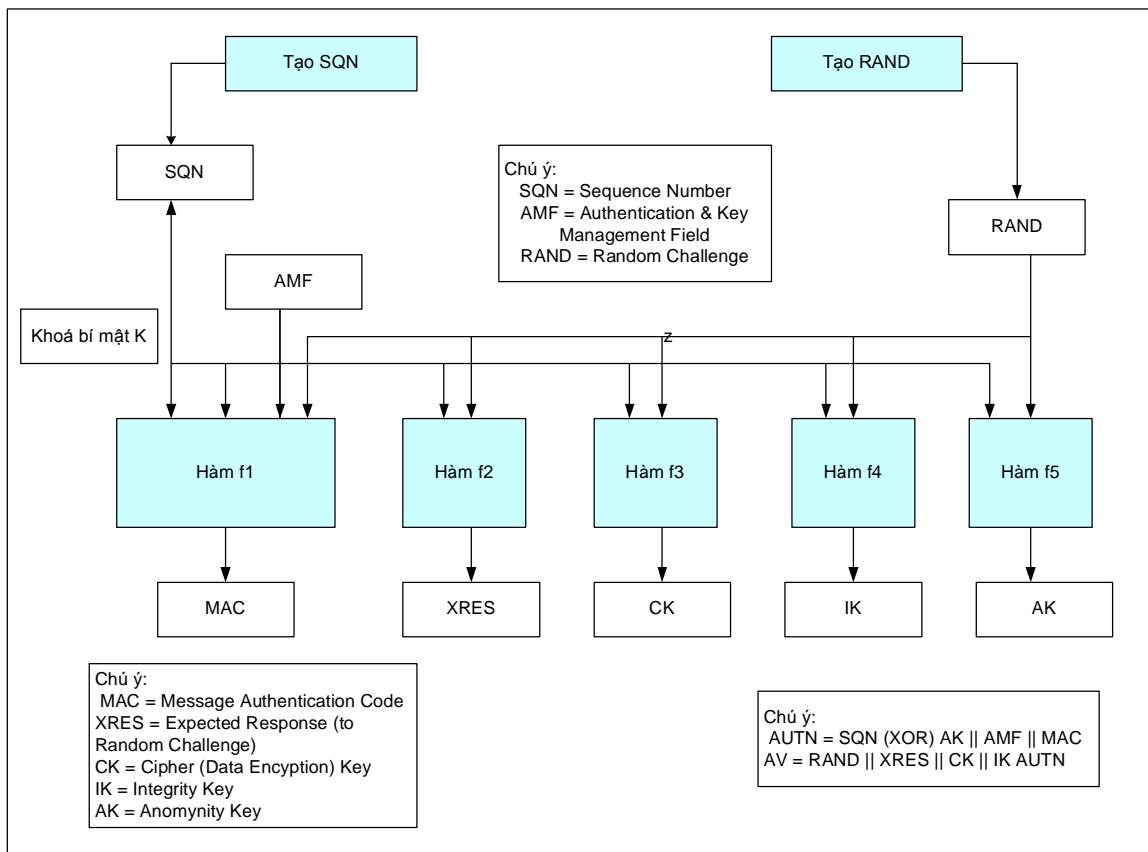 Tạo SQN
Tạo RAND
SQN
Chú ý:
SQN = Sequence Number
AMF = Authentication & Key
Management Field
RAND = Random Challenge
RAND
AMF
Khoá bí mật K
z
Hàm f1
Hàm f2
Hàm f3
Hàm f4
Hàm f5
MAC
XRES
CK
IK
AK
Chú ý:
MAC = Message Authentication Code
XRES = Expected Response (to
Random Challenge)
CK = Cipher (Data Encyption) Key
IK = Integrity Key
AK = Anomynity Key
Chú ý:
AUTN = SQN (XOR) AK || AMF || MAC
AV = RAND || XRES || CK || IK AUTN